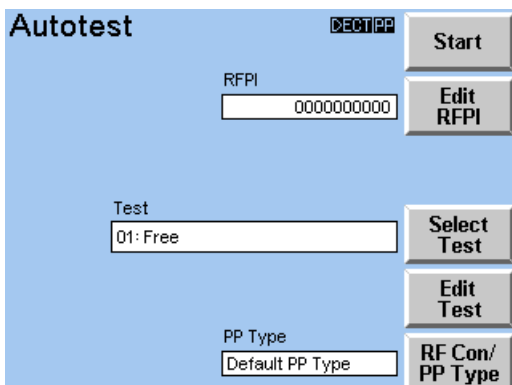 Autotest
DECT PP
Start
RFPI
0000000000
Edit
RFPI
Test
01: Free
Select
Test
Edit
Test
PP Type
Default PP Type
RF Con/
PP Type